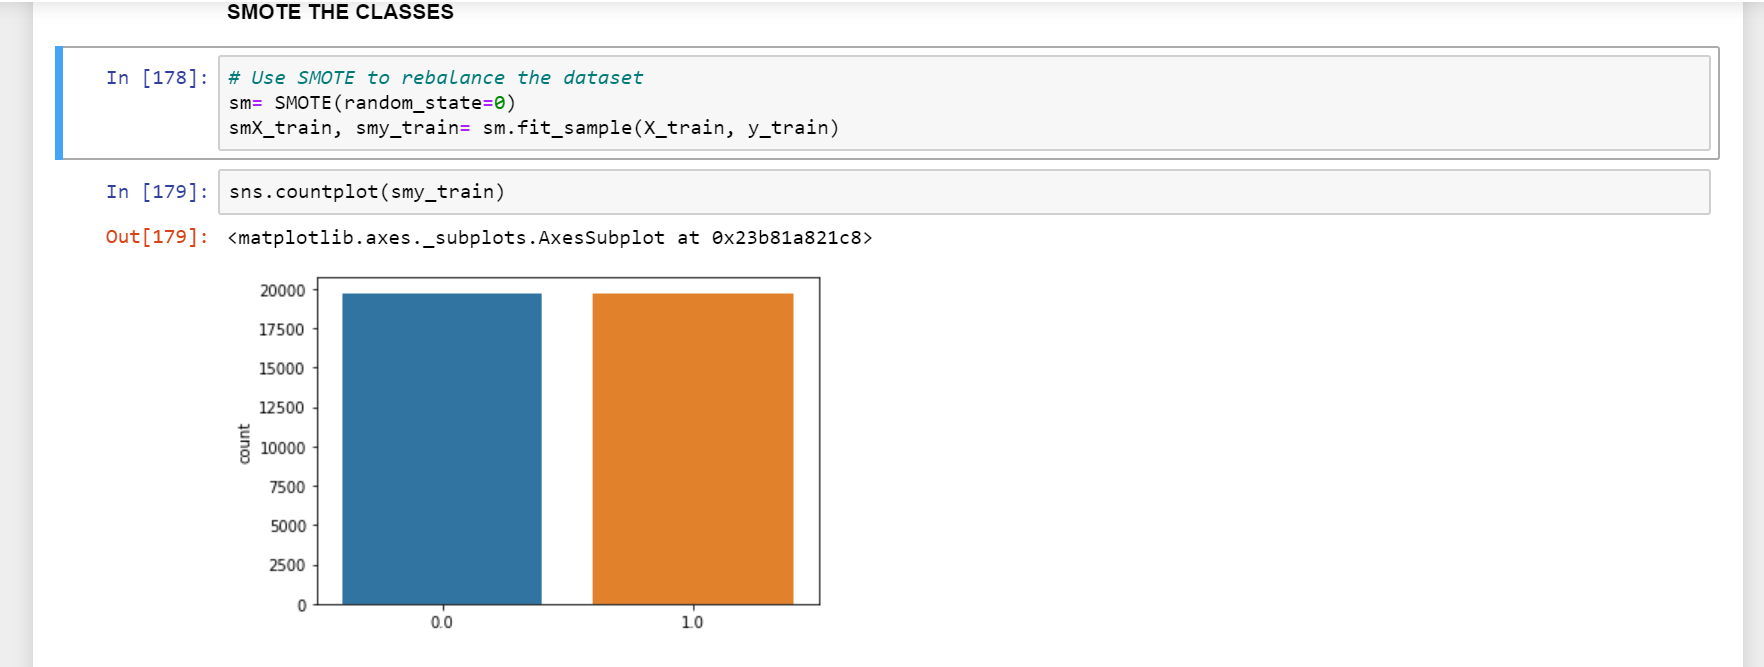 SMOTE THE CLASSES
In [178]: # Use SMOTE to rebalance the dataset
sm= SMOTE(random_state=0)
smX_train, smy_train= sm.fit_sample(X_train, y_train)
In [179]: sns.countplot(smy_train)
Out[179]: <matplotlib.axes._subplots.AxesSubplot at 0x23b81a821c8>
20000
17500
15000
12500
10000
7500
5000
2500
0
count
0.0 1.0